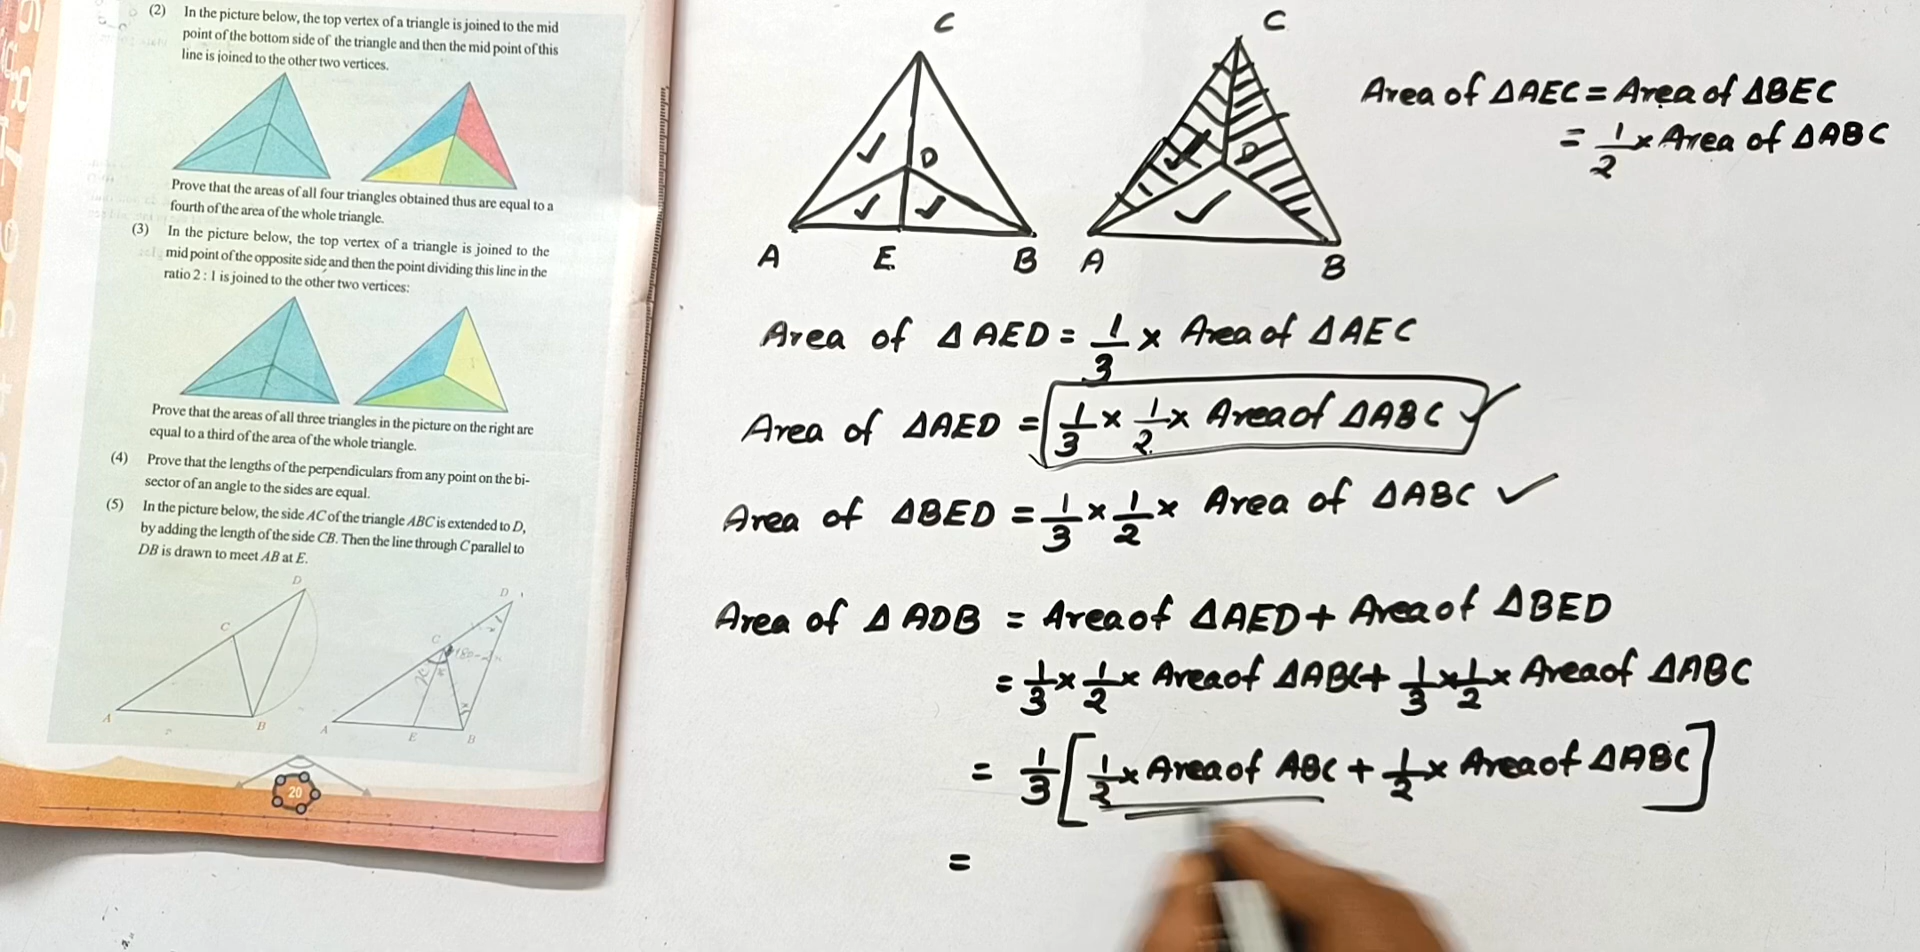 (2) In the picture below, the top vertex of a triangle is joined to the mid
point of the bottom side of the triangle and then the mid point of this
line is joined to the other two vertices.
Prove that the areas of all four triangles obtained thus are equal to a
fourth of the area of the whole triangle.
(3) In the picture below, the top vertex of a triangle is joined to the
mid point of the opposite side and then the point dividing this line in the
ratio 2 : 1 is joined to the other two vertices:
Prove that the areas of all three triangles in the picture on the right are
equal to a third of the area of the whole triangle.
(4) Prove that the lengths of the perpendiculars from any point on the bi-
sector of an angle to the sides are equal.
(5) In the picture below, the side AC of the triangle ABC is extended to D,
by adding the length of the side CB. Then the line through C parallel to
DB is drawn to meet AB at E.
D
C
A
B
D
C
A
E
B
20
C
D
A
E
B
C
D
A
B
Area of ΔAEC = Area of ΔBEC
= 1/2 x Area of ΔABC
Area of ΔAED = 1/3 x Area of ΔAEC
Area of ΔAED = 1/3 x 1/2 x Area of ΔABC ✓
Area of ΔBED = 1/3 x 1/2 x Area of ΔABC ✓
Area of ΔADB = Area of ΔAED + Area of ΔBED
= 1/3 x 1/2 x Area of ΔABC + 1/3 x 1/2 x Area of ΔABC
= 1/3 [1/2 x Area of ABC + 1/2 x Area of ΔABC]
=